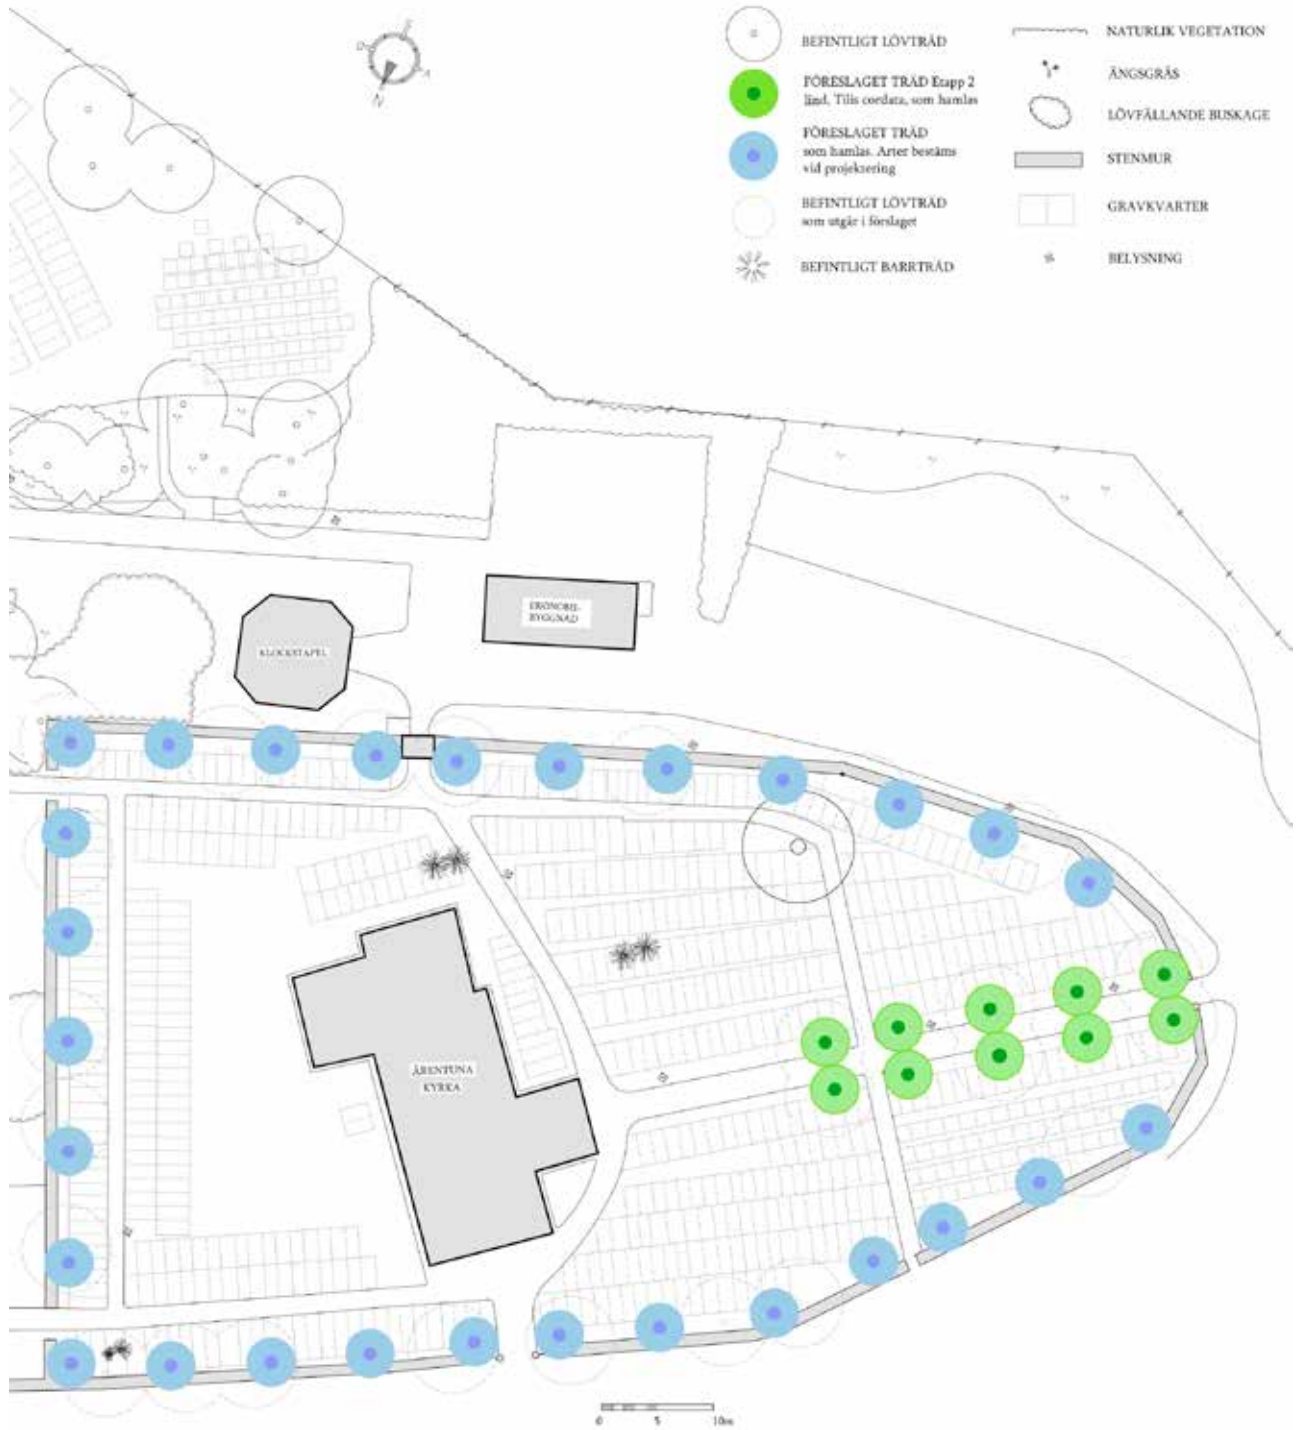 BEFINTLIGT LÖVTRÄD
FÖRESLAGET TRÄD Etapp 2
lind, Tilis cordata, som hamlas
FÖRESLAGET TRÄD
som hamlas. Arter bestäms
vid projektering
BEFINTLIGT LÖVTRÄD
som utgår i förslaget
BEFINTLIGT BARRTRÄD
NATURLIK VEGETATION
ÄNGSGRÄS
LÖVFÄLLANDE BUSKAGE
STENMUR
GRAVKVARTER
BELYSNING
S
N
EKONOMI-
BYGGNAD
KLOCKSTAPEL
ÄRENTUNA
KYRKA
0 5 10m